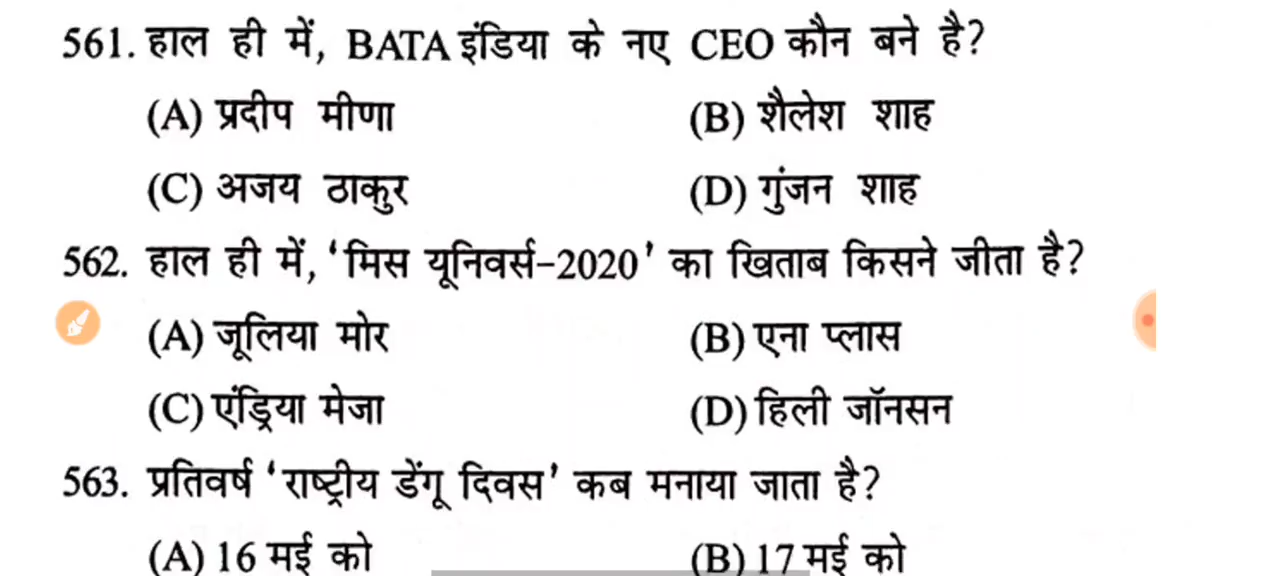 561. हाल ही में, BATA इंडिया के नए CEO कौन बने है?
(A) प्रदीप मीणा (B) शैलेश शाह
(C) अजय ठाकुर (D) गुंजन शाह
562. हाल ही में, ‘मिस यूनिवर्स-2020’ का खिताब किसने जीता है?
(A) जूलिया मोर (B) एना प्लास
(C) एंड्रिया मेजा (D) हिली जॉनसन
563. प्रतिवर्ष ‘राष्ट्रीय डेंगू दिवस’ कब मनाया जाता है?
(A) 16 मई को (B) 17 मई को